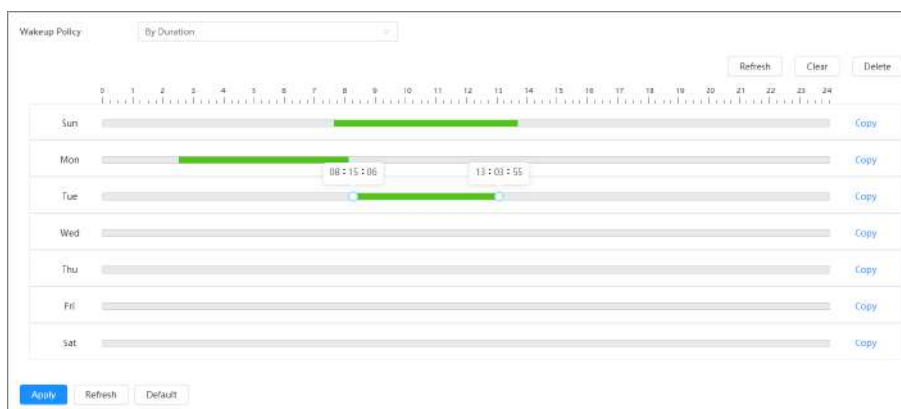 Wakeup Policy By Duration
Refresh Clear Delete
0 1 2 3 4 5 6 7 8 9 10 11 12 13 14 15 16 17 18 19 20 21 22 23 24
Sun Copy
Mon Copy
08:15:06 13:03:55
Tue Copy
Wed Copy
Thu Copy
Fri Copy
Sat Copy
Apply Refresh Default